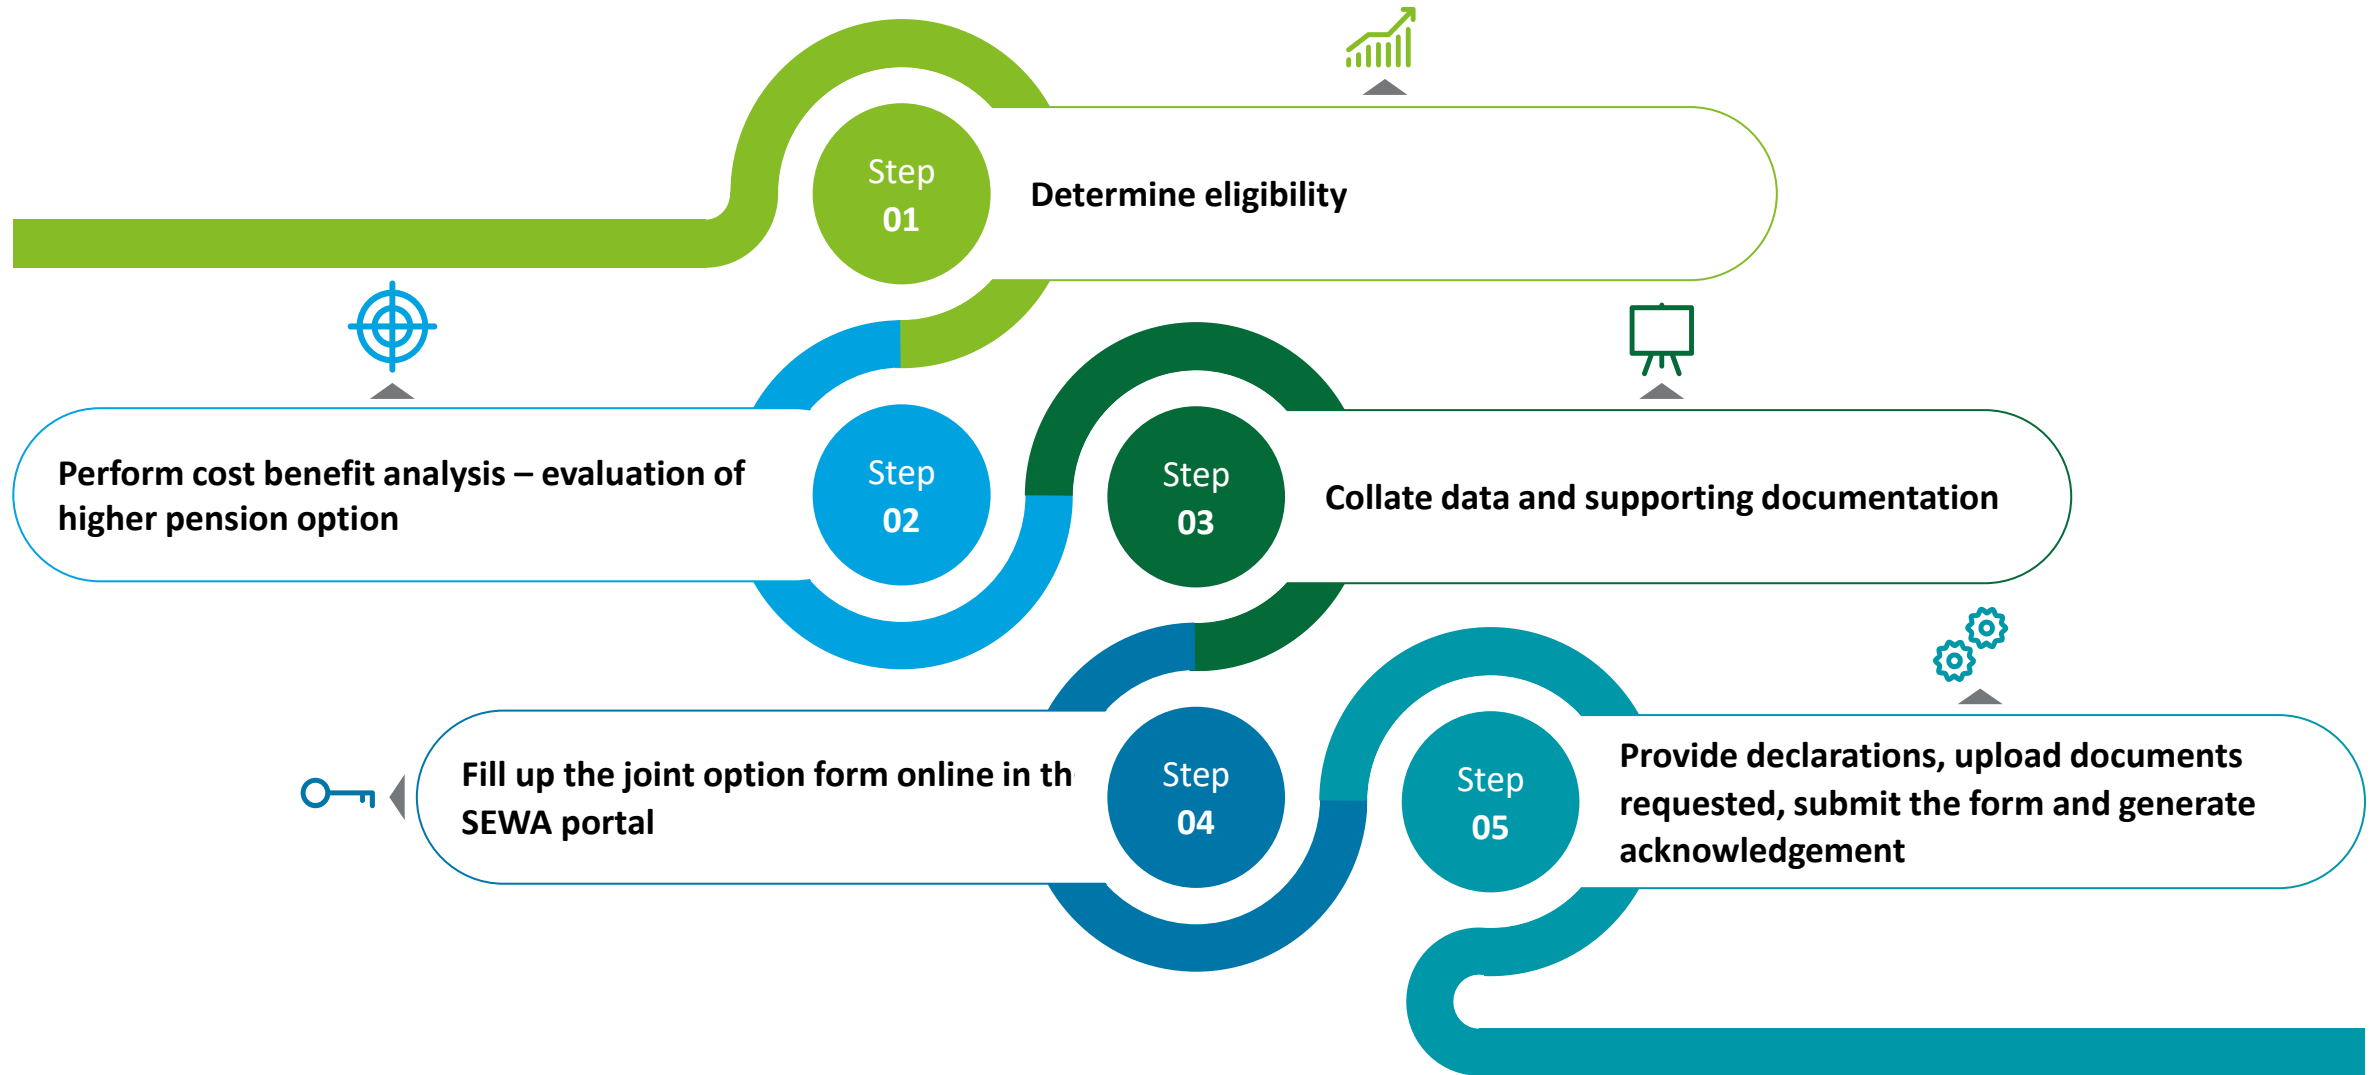 Step
01
Determine eligibility
Step
02
Perform cost benefit analysis – evaluation of
higher pension option
Step
03
Collate data and supporting documentation
Step
04
Fill up the joint option form online in th
SEWA portal
Step
05
Provide declarations, upload documents
requested, submit the form and generate
acknowledgement